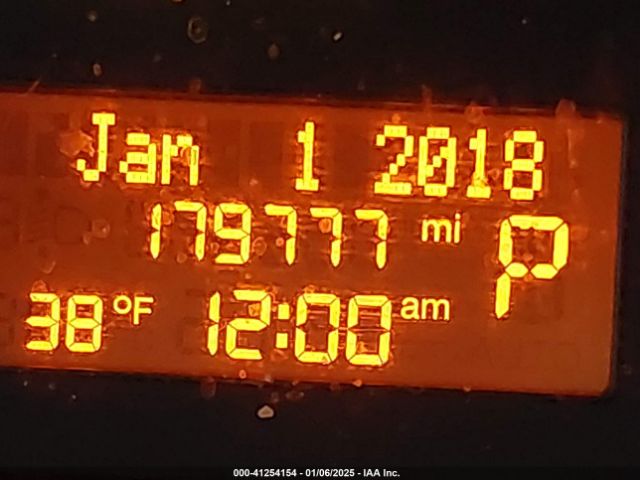 Jan 1 2018
179777 mi P
38 °F 12:00 am
000-41254154 - 01/06/2025 - IAA Inc.